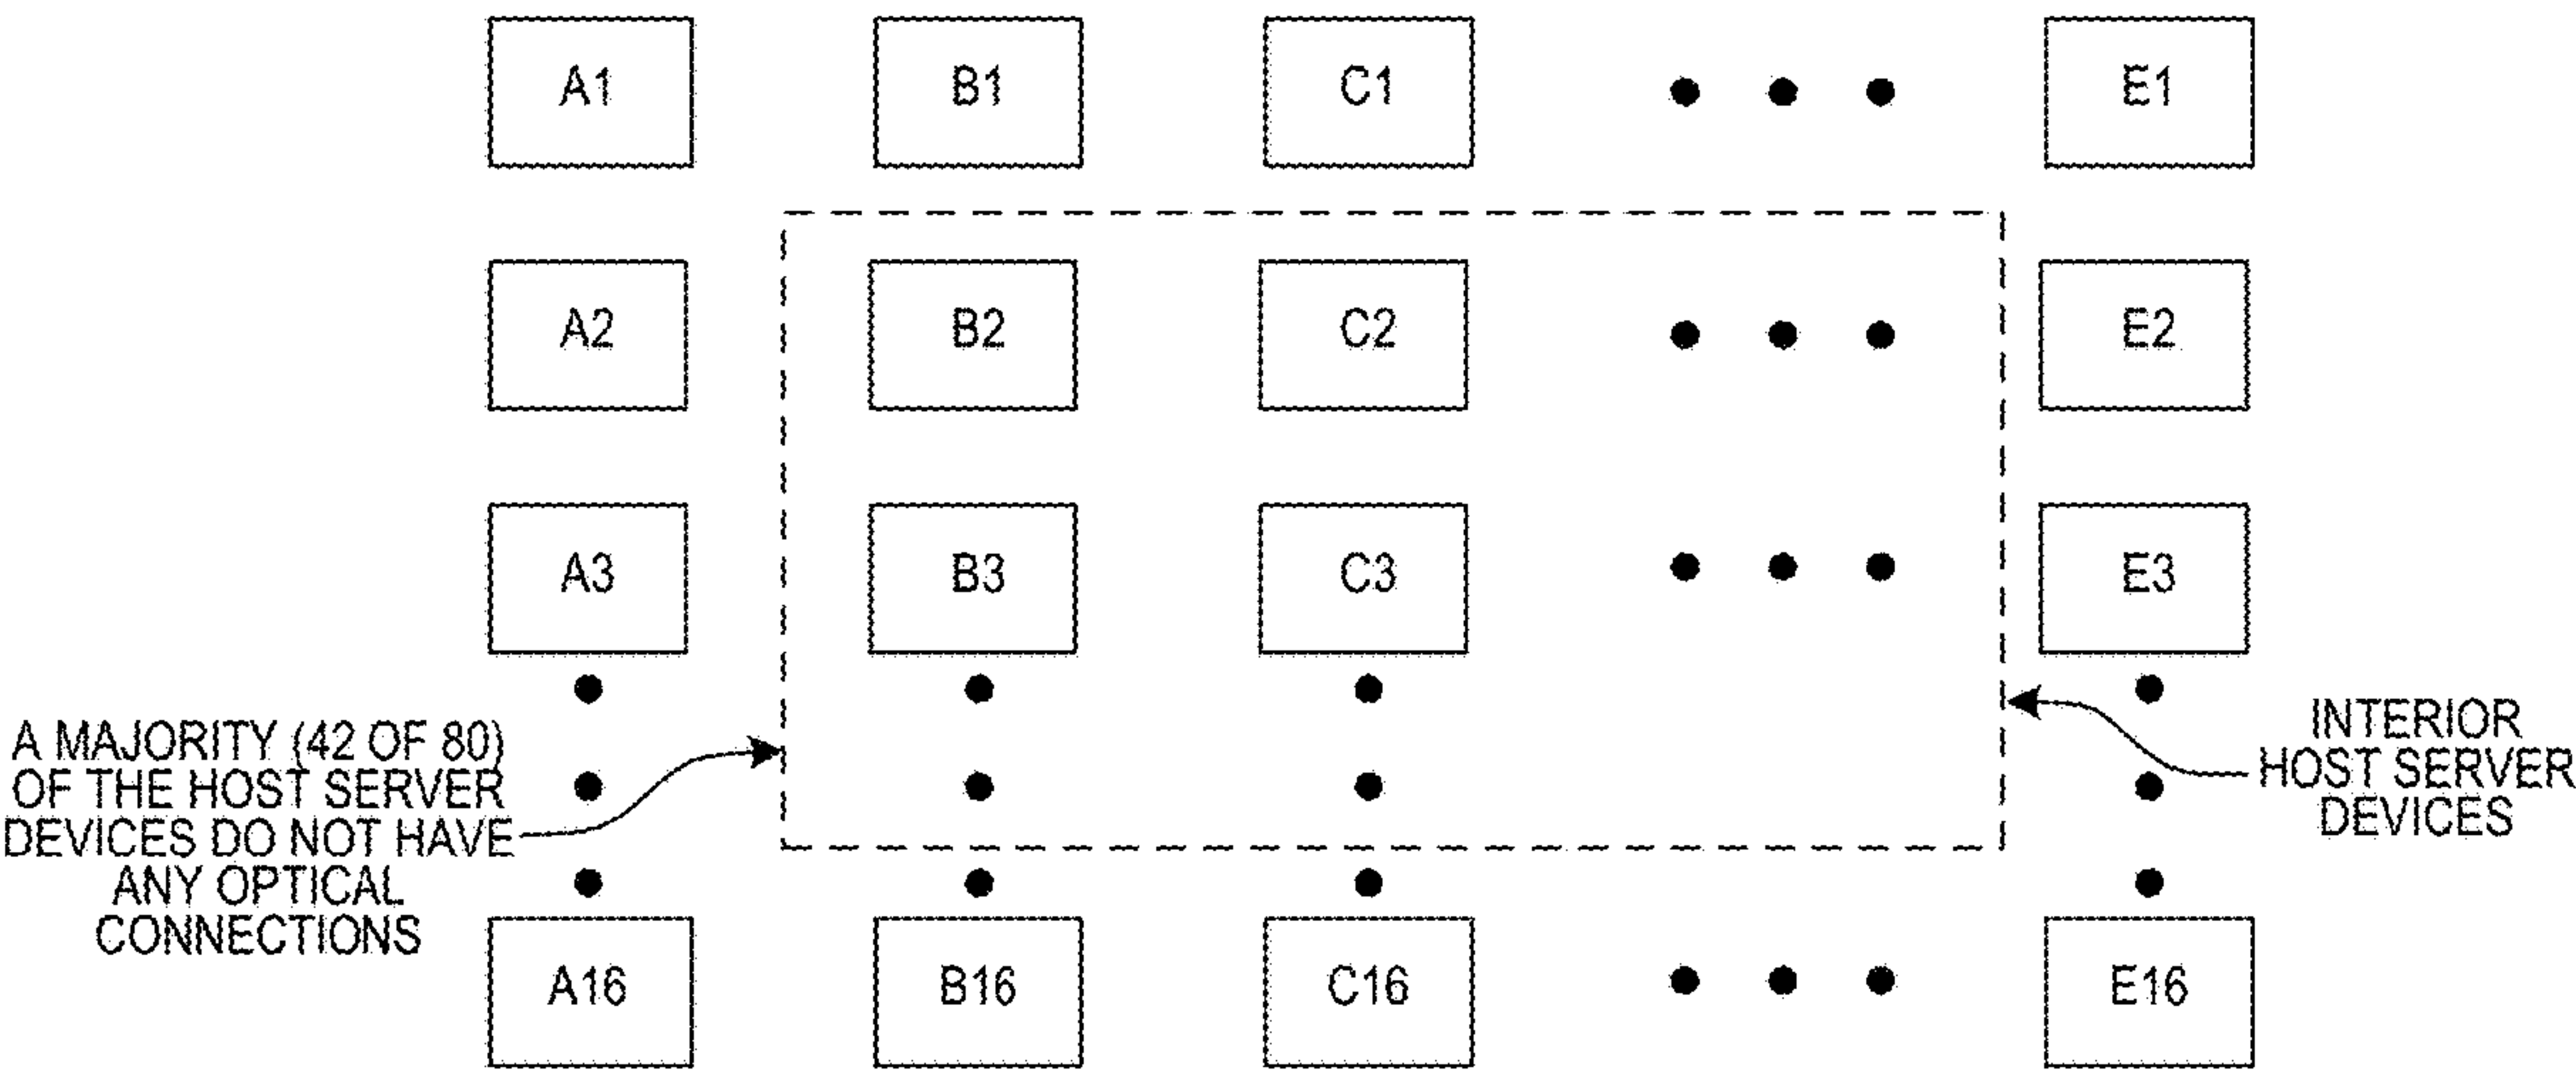 A1
B1
C1
E1
A2
B2
C2
E2
A3
B3
C3
E3
A MAJORITY (42 OF 80)
OF THE HOST SERVER
DEVICES DO NOT HAVE
ANY OPTICAL
CONNECTIONS
INTERIOR
HOST SERVER
DEVICES
A16
B16
C16
E16